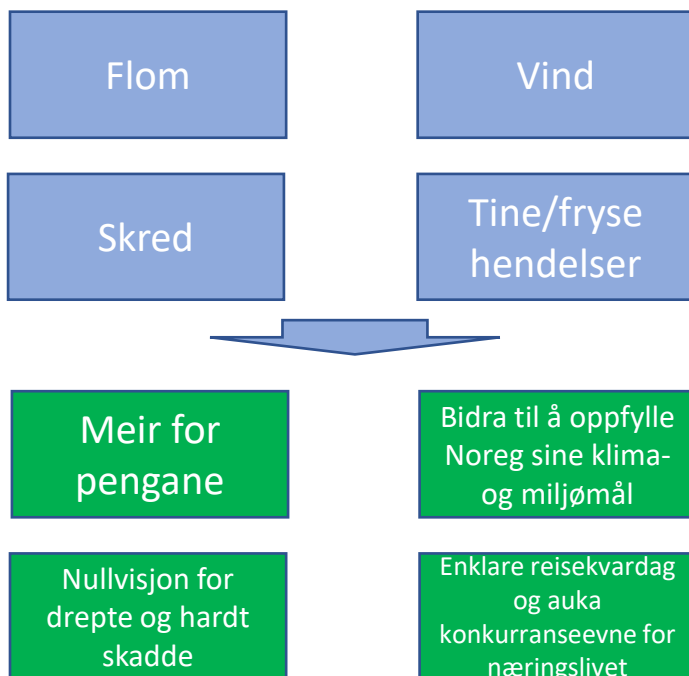 Flom
Vind
Skred
Tine/fryse
hendelser
Meir for
pengane
Bidra til å oppfylle
Noreg sine klima-
og miljømål
Nullvisjon for
drepte og hardt
skadde
Enklare reisekvardag
og auka
konkurranseevne for
næringslivet